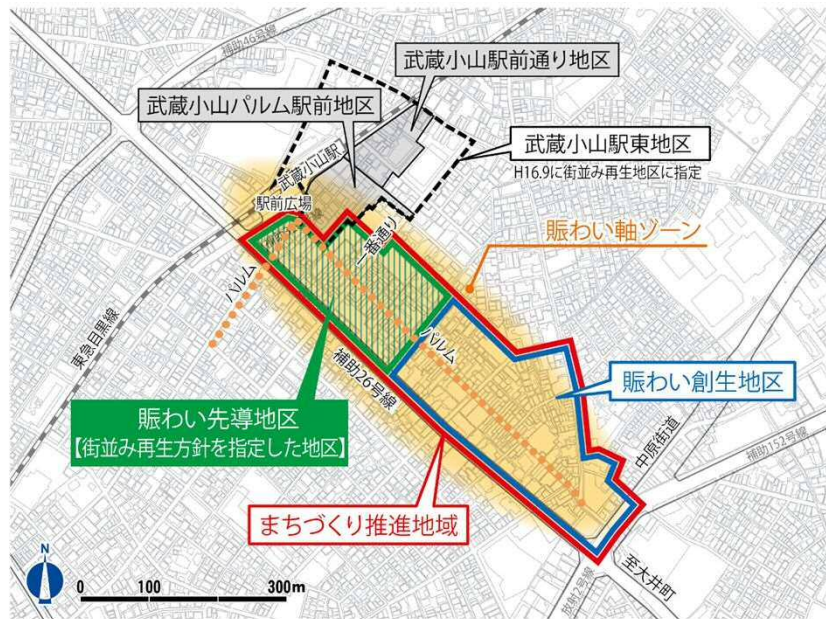 補助46号線
武蔵小山駅前通り地区
武蔵小山パルム駅前地区
武蔵小山駅東地区
H16.9に街並み再生地区に指定
武蔵小山駅
駅前広場
一番通り
賑わい軸ゾーン
パルム
東急目黒線
パルム
補助26号線
賑わい創生地区
賑わい先導地区
【街並み再生方針を指定した地区】
中原街道
補助152号線
まちづくり推進地域
至大井町
放射2号線
N
0 100 300m